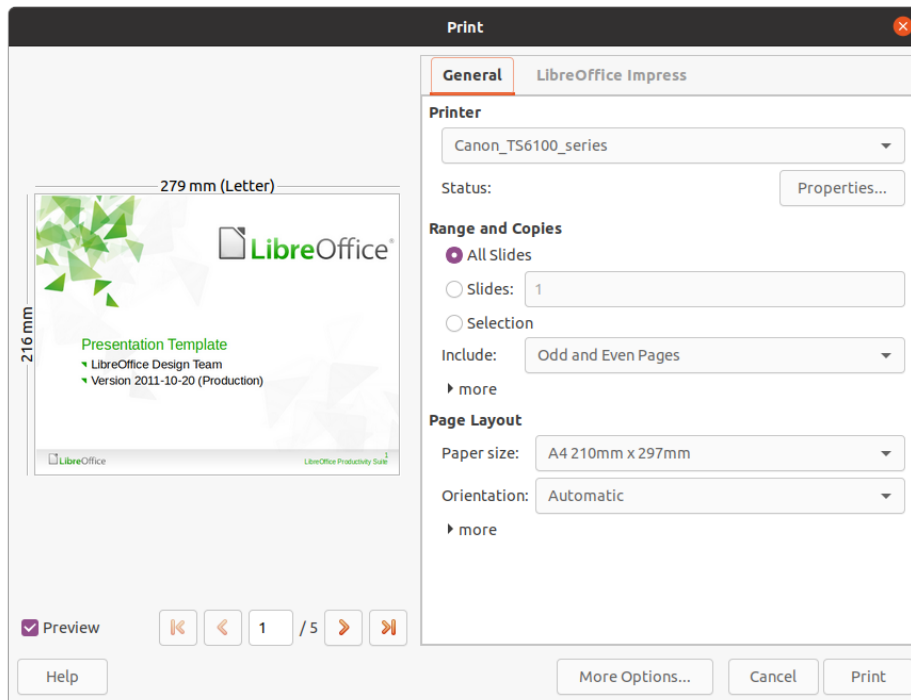 Print
General
LibreOffice Impress
Printer
Canon_TS6100_series
Status:
Properties...
Range and Copies
All Slides
Slides:
1
Selection
Include:
Odd and Even Pages
more
Page Layout
Paper size:
A4 210mm x 297mm
Orientation:
Automatic
more
279 mm (Letter)
216 mm
LibreOffice®
Presentation Template
LibreOffice Design Team
Version 2011-10-20 (Production)
LibreOffice
LibreOffice Productivity Suite
1
Preview
1
/ 5
Help
More Options...
Cancel
Print